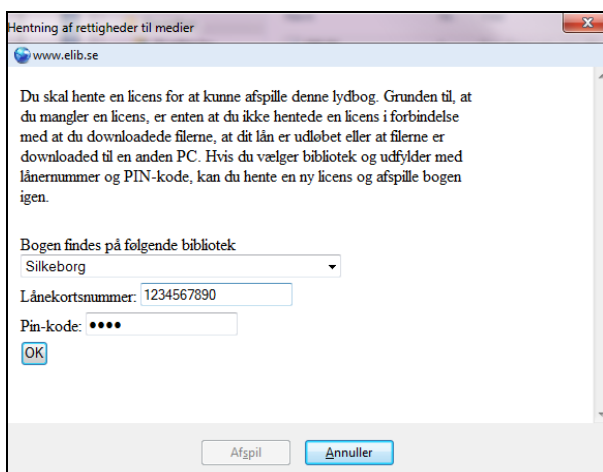 Hentning af rettigheder til medier
www.elib.se
Du skal hente en licens for at kunne afspille denne lydbog. Grunden til, at
du mangler en licens, er enten at du ikke hentede en licens i forbindelse
med at du downloadede filerne, at dit lån er udløbet eller at filerne er
downloaded til en anden PC. Hvis du vælger bibliotek og udfylder med
lånernummer og PIN-kode, kan du hente en ny licens og afspille bogen
igen.
Bogen findes på følgende bibliotek
Silkeborg
Lånekortsnummer: 1234567890
Pin-kode: ●●●●
OK
Afspil Annuller